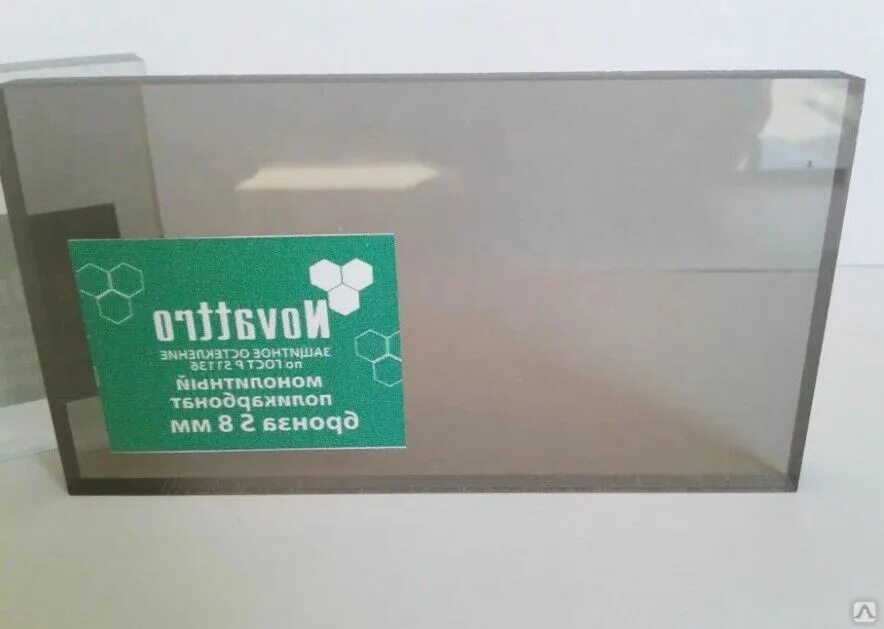 Novattro
ЗАЩИТНОЕ ОСТЕКЛЕНИЕ
по ГОСТ Р 51136
МОНОЛИТНЫЙ
ПОЛИКАРБОНАТ
бронза S 8 мм